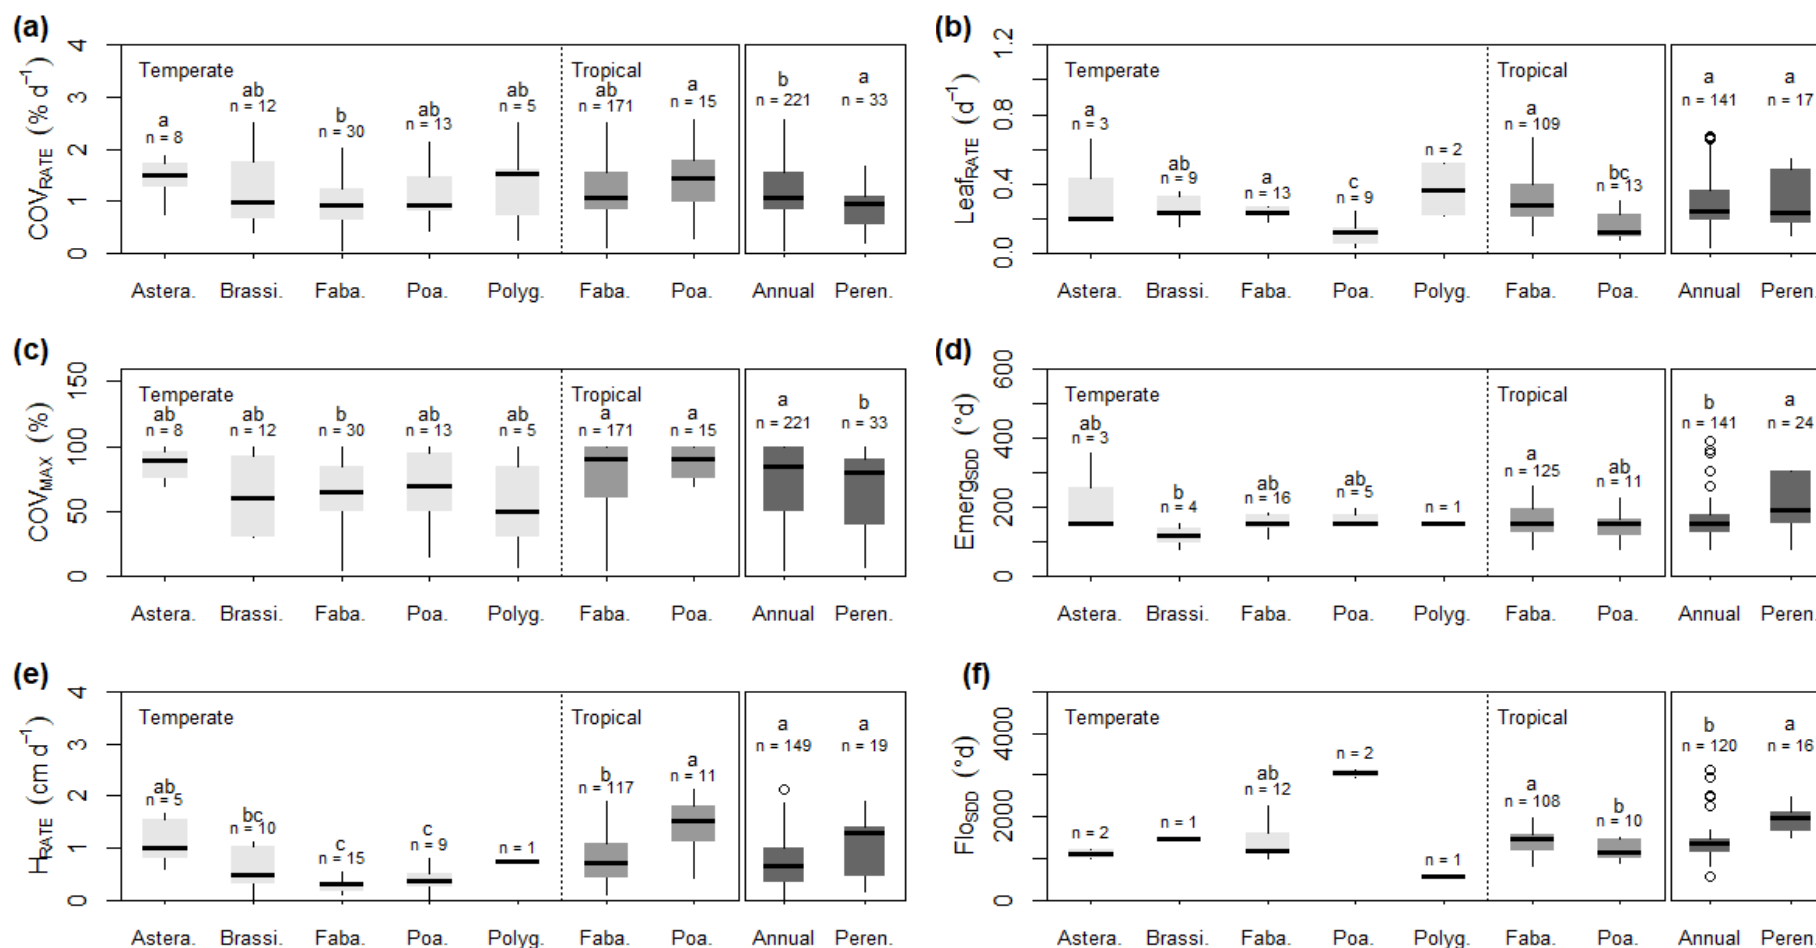 (a)
COV_RATE (% d⁻¹)
4
3
2
1
0
Temperate
Tropical
a
n = 8
ab
n = 12
b
n = 30
ab
n = 13
ab
n = 5
ab
n = 171
a
n = 15
b
n = 221
a
n = 33
Astera. Brassi. Faba. Poa. Polyg. Faba. Poa. Annual Peren.
(b)
Leaf_RATE (d⁻¹)
1.2
0.8
0.4
0.0
Temperate
Tropical
a
n = 3
ab
n = 9
a
n = 13
c
n = 9
n = 2
a
n = 109
bc
n = 13
a
n = 141
a
n = 17
Astera. Brassi. Faba. Poa. Polyg. Faba. Poa. Annual Peren.
(c)
COV_MAX (%)
150
100
50
0
Temperate
Tropical
ab
n = 8
ab
n = 12
b
n = 30
ab
n = 13
ab
n = 5
a
n = 171
a
n = 15
a
n = 221
b
n = 33
Astera. Brassi. Faba. Poa. Polyg. Faba. Poa. Annual Peren.
(d)
Emerg_SDD (°d)
600
400
200
0
Temperate
Tropical
ab
n = 3
b
n = 4
ab
n = 16
ab
n = 5
n = 1
a
n = 125
ab
n = 11
b
n = 141
a
n = 24
Astera. Brassi. Faba. Poa. Polyg. Faba. Poa. Annual Peren.
(e)
H_RATE (cm d⁻¹)
4
3
2
1
0
Temperate
Tropical
ab
n = 5
bc
n = 10
c
n = 15
c
n = 9
n = 1
b
n = 117
a
n = 11
a
n = 149
a
n = 19
Astera. Brassi. Faba. Poa. Polyg. Faba. Poa. Annual Peren.
(f)
Flo_SDD (°d)
4000
2000
0
Temperate
Tropical
n = 2
n = 1
ab
n = 12
n = 2
n = 1
a
n = 108
b
n = 10
b
n = 120
a
n = 16
Astera. Brassi. Faba. Poa. Polyg. Faba. Poa. Annual Peren.